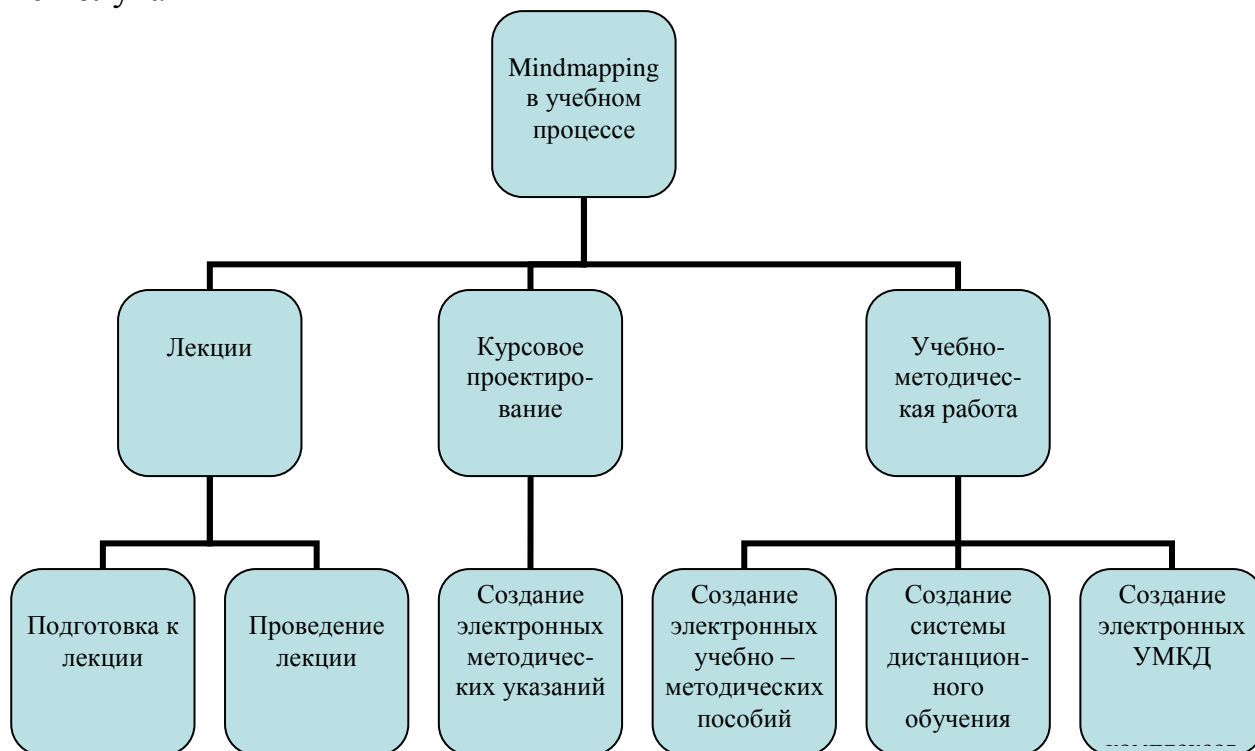 Mindmapping
в учебном
процессе
Лекции
Курсовое
проектиро-
вание
Учебно-
методичес-
кая работа
Подготовка к
лекции
Проведение
лекции
Создание
электронных
методичес-
ких указаний
Создание
электронных
учебно –
методических
пособий
Создание
системы
дистанцион-
ного
обучения
Создание
электронных
УМКД